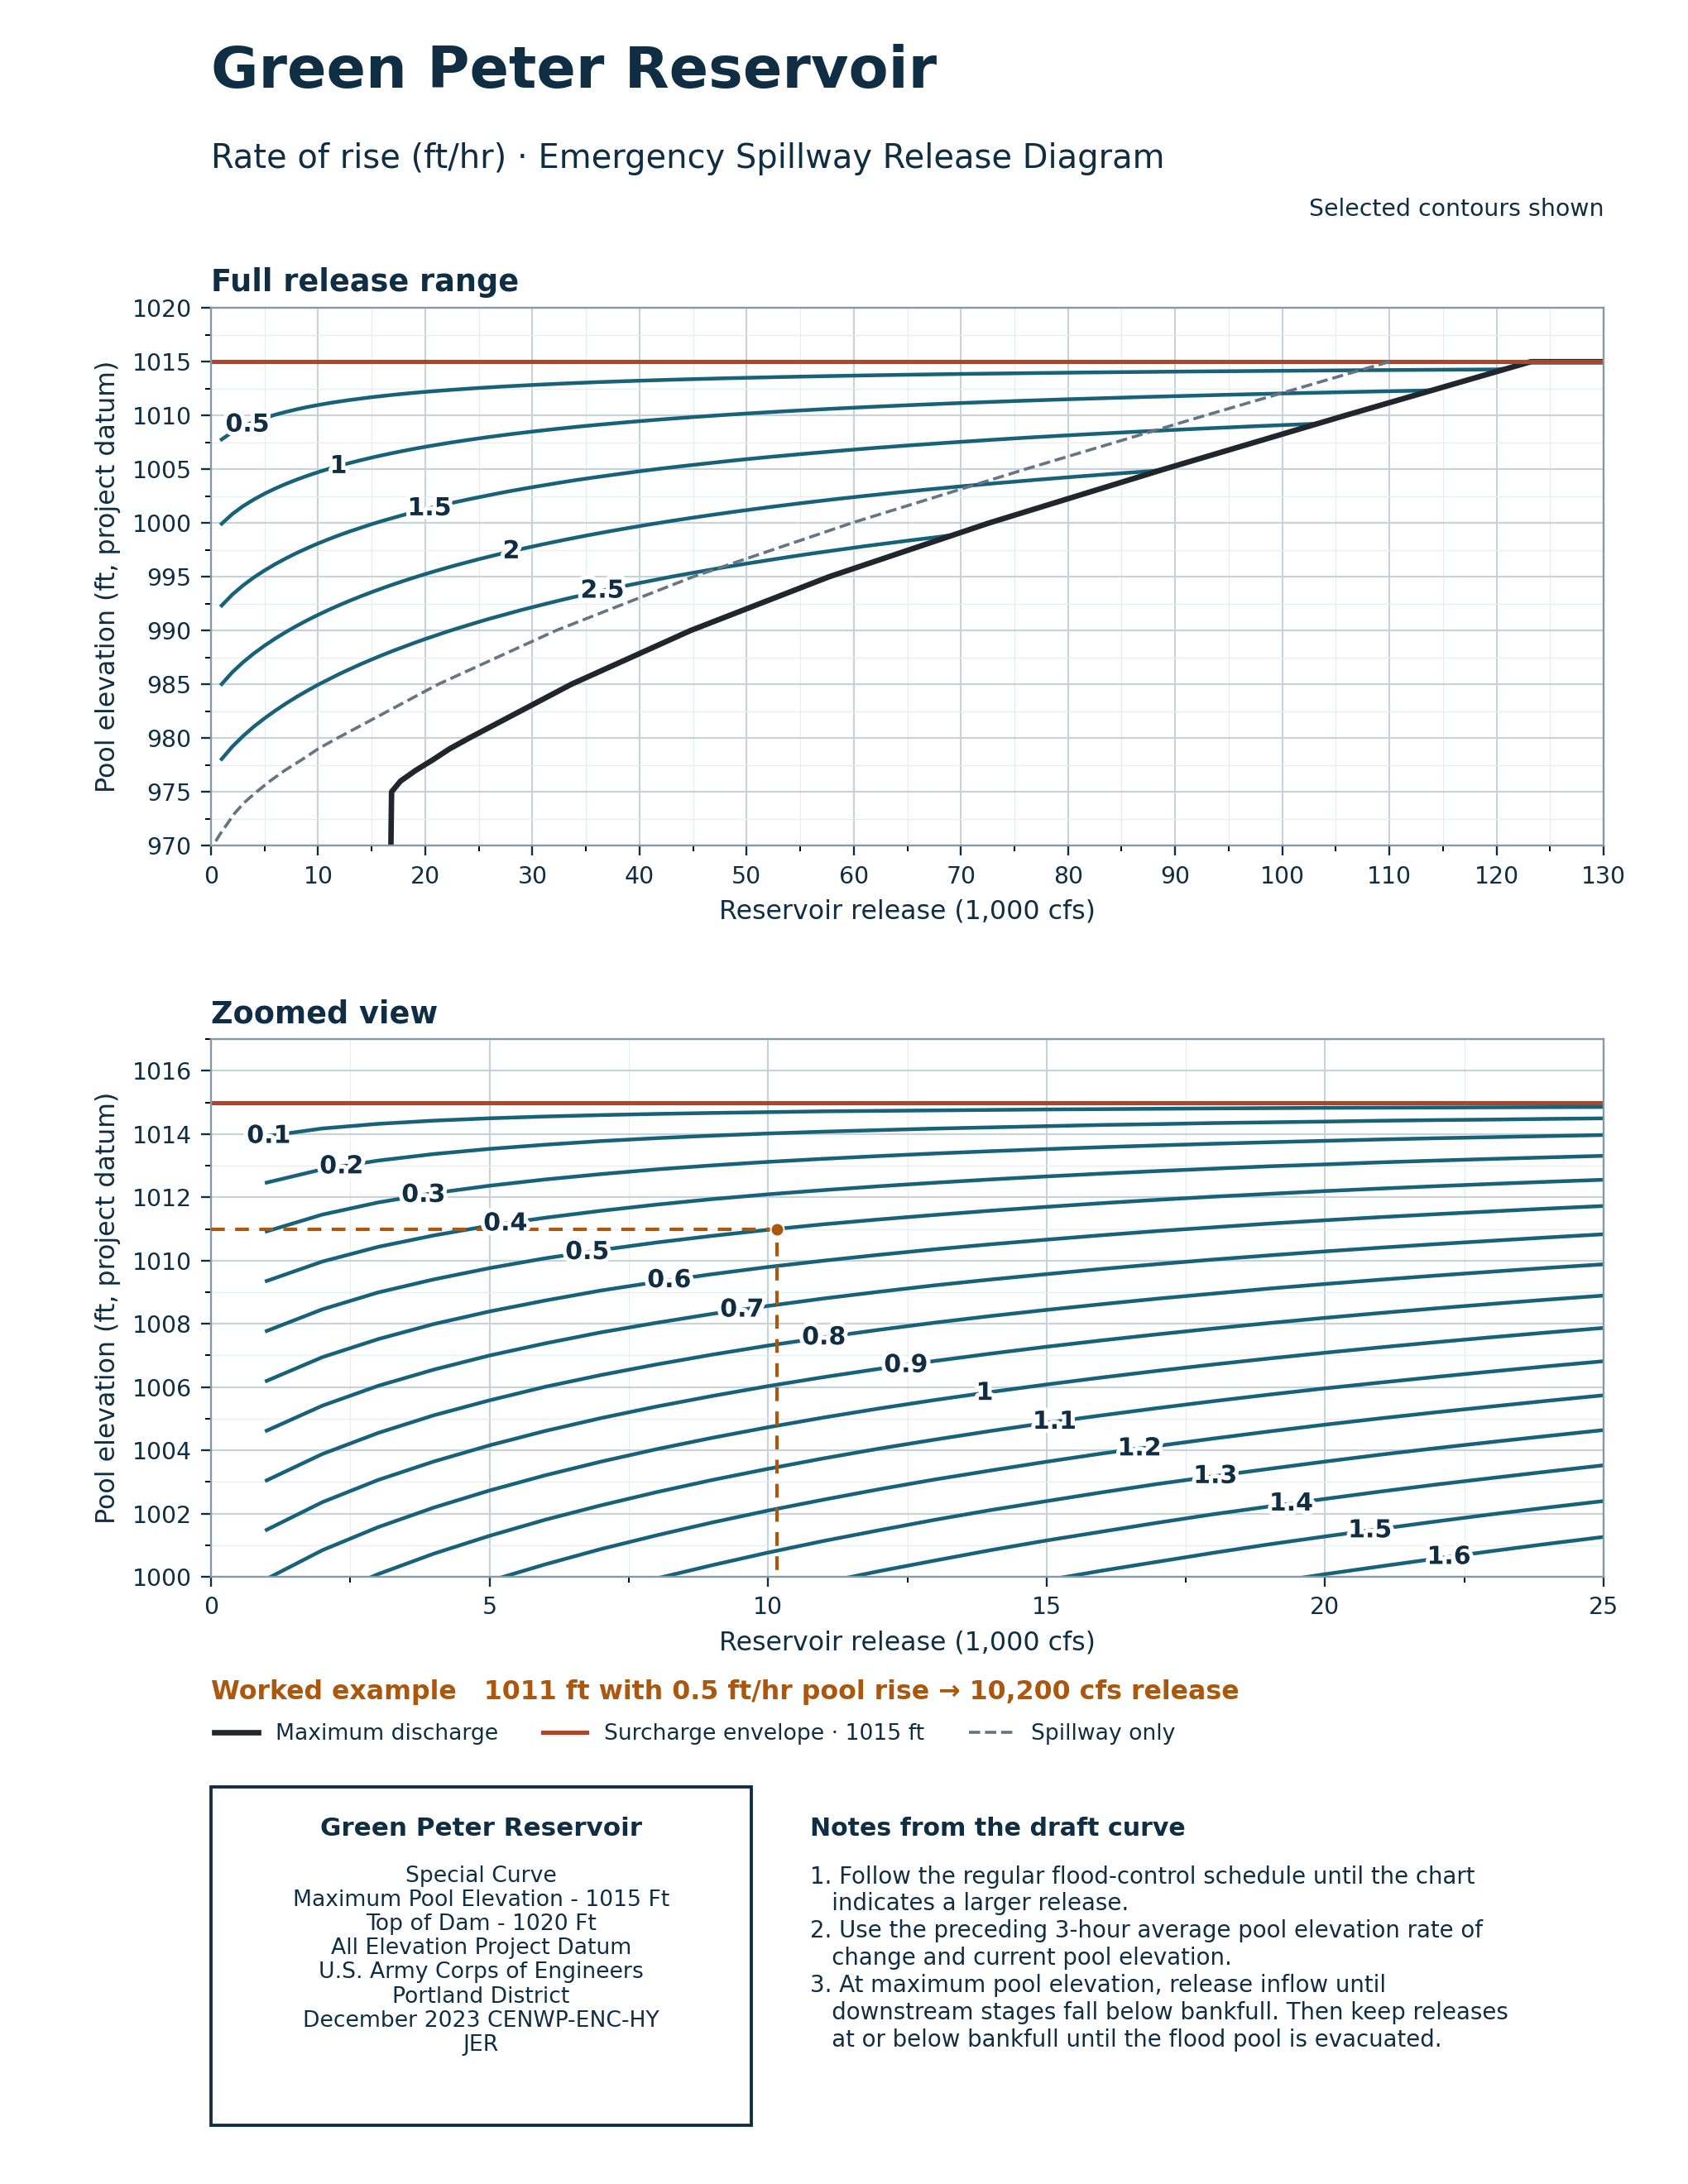 Green Peter Reservoir
Rate of rise (ft/hr) · Emergency Spillway Release Diagram
Selected contours shown
Full release range
Pool elevation (ft, project datum)
1020
1015
1010
1005
1000
995
990
985
980
975
970
0.5
1
1.5
2
2.5
0 10 20 30 40 50 60 70 80 90 100 110 120 130
Reservoir release (1,000 cfs)
Zoomed view
Pool elevation (ft, project datum)
1016
1014
1012
1010
1008
1006
1004
1002
1000
0.1
0.2
0.3
0.4
0.5
0.6
0.7
0.8
0.9
1
1.1
1.2
1.3
1.4
1.5
1.6
0 5 10 15 20 25
Reservoir release (1,000 cfs)
Worked example 1011 ft with 0.5 ft/hr pool rise → 10,200 cfs release
Maximum discharge Surcharge envelope · 1015 ft Spillway only
Green Peter Reservoir
Special Curve
Maximum Pool Elevation - 1015 Ft
Top of Dam - 1020 Ft
All Elevation Project Datum
U.S. Army Corps of Engineers
Portland District
December 2023 CENWP-ENC-HY
JER
Notes from the draft curve
1. Follow the regular flood-control schedule until the chart
indicates a larger release.
2. Use the preceding 3-hour average pool elevation rate of
change and current pool elevation.
3. At maximum pool elevation, release inflow until
downstream stages fall below bankfull. Then keep releases
at or below bankfull until the flood pool is evacuated.